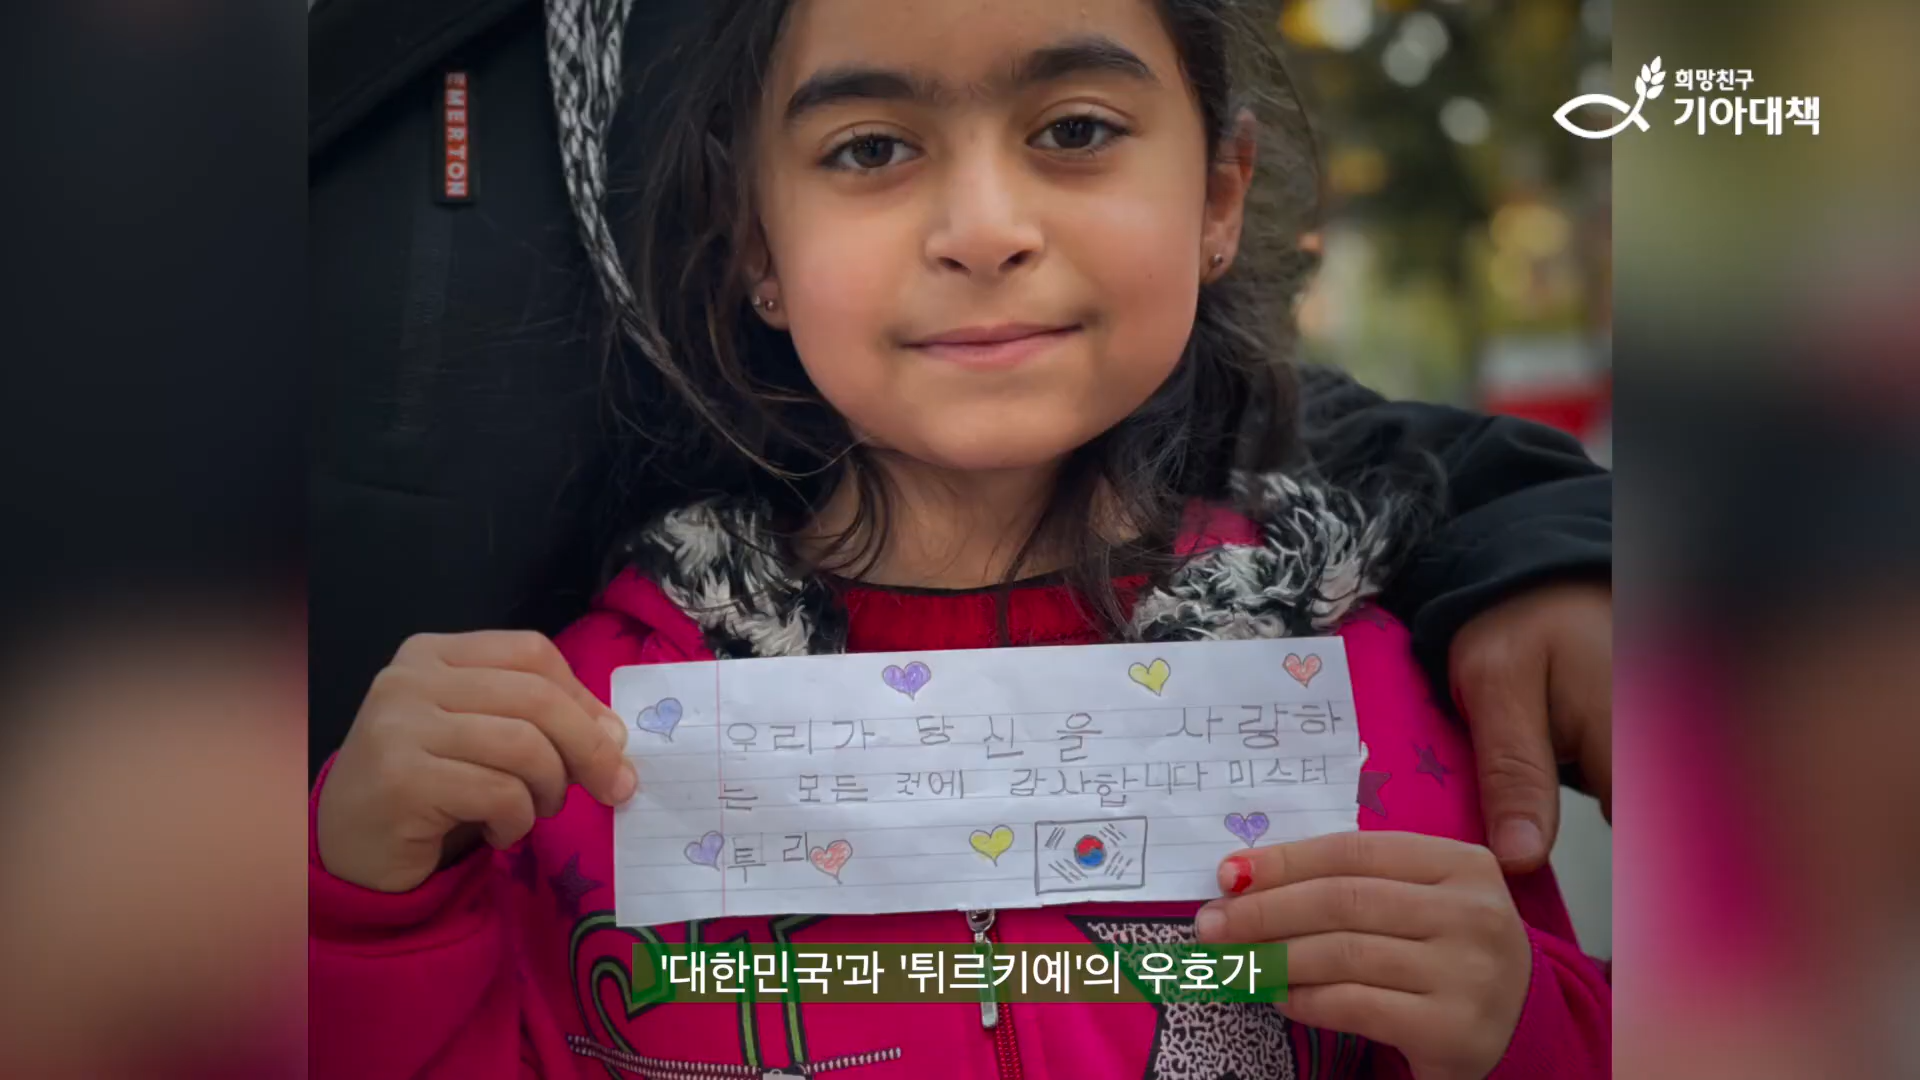 희망친구
기아대책
EMERTON
우리가 당신을 사랑하
는 모든 것에 감사합니다 미스터
투리
'대한민국'과 '튀르키예'의 우호가